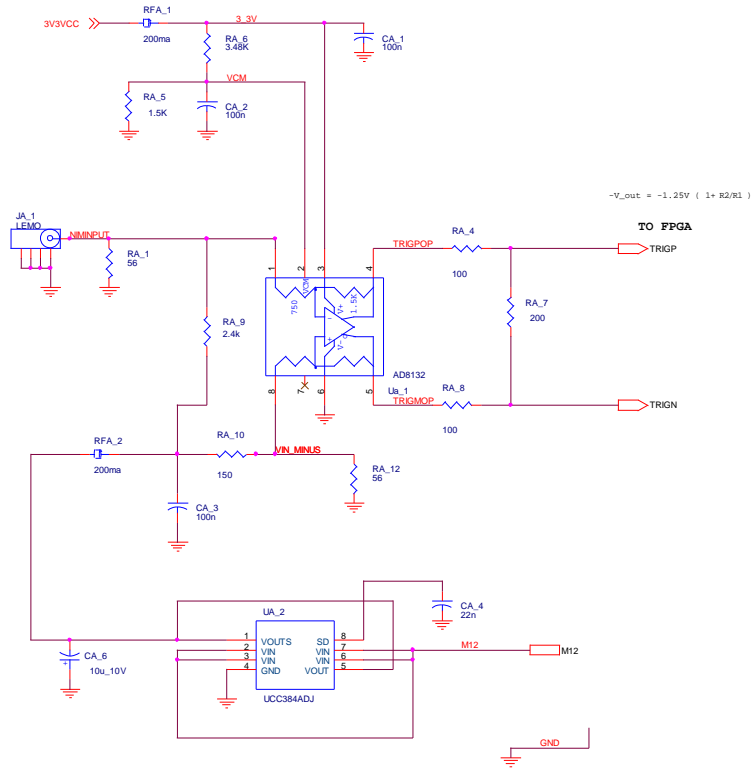 RFA_1
3V3VCC
3_3V
200ma
RA_6
3.48K
CA_1
100n
VCM
RA_5
1.5K
CA_2
100n
-V_out = -1.25V ( 1+ R2/R1 )
JA_1
LEMO
NIMINPUT
TO FPGA
RA_1
56
TRIGPOP
RA_4
100
TRIGP
1
2
3
4
VCM
750
V+
1.5K
RA_9
2.4k
RA_7
200
-
+
V-
AD8132
8
7
6
5
Ua_1
TRIGMOP
RA_8
100
TRIGN
RFA_2
200ma
RA_10
150
VIN_MINUS
RA_12
56
CA_3
100n
CA_4
22n
UA_2
1
2
3
4
VOUTS
VIN
VIN
GND
SD
VIN
VIN
VOUT
8
7
6
5
UCC384ADJ
M12
M12
CA_6
+
10u_10V
GND